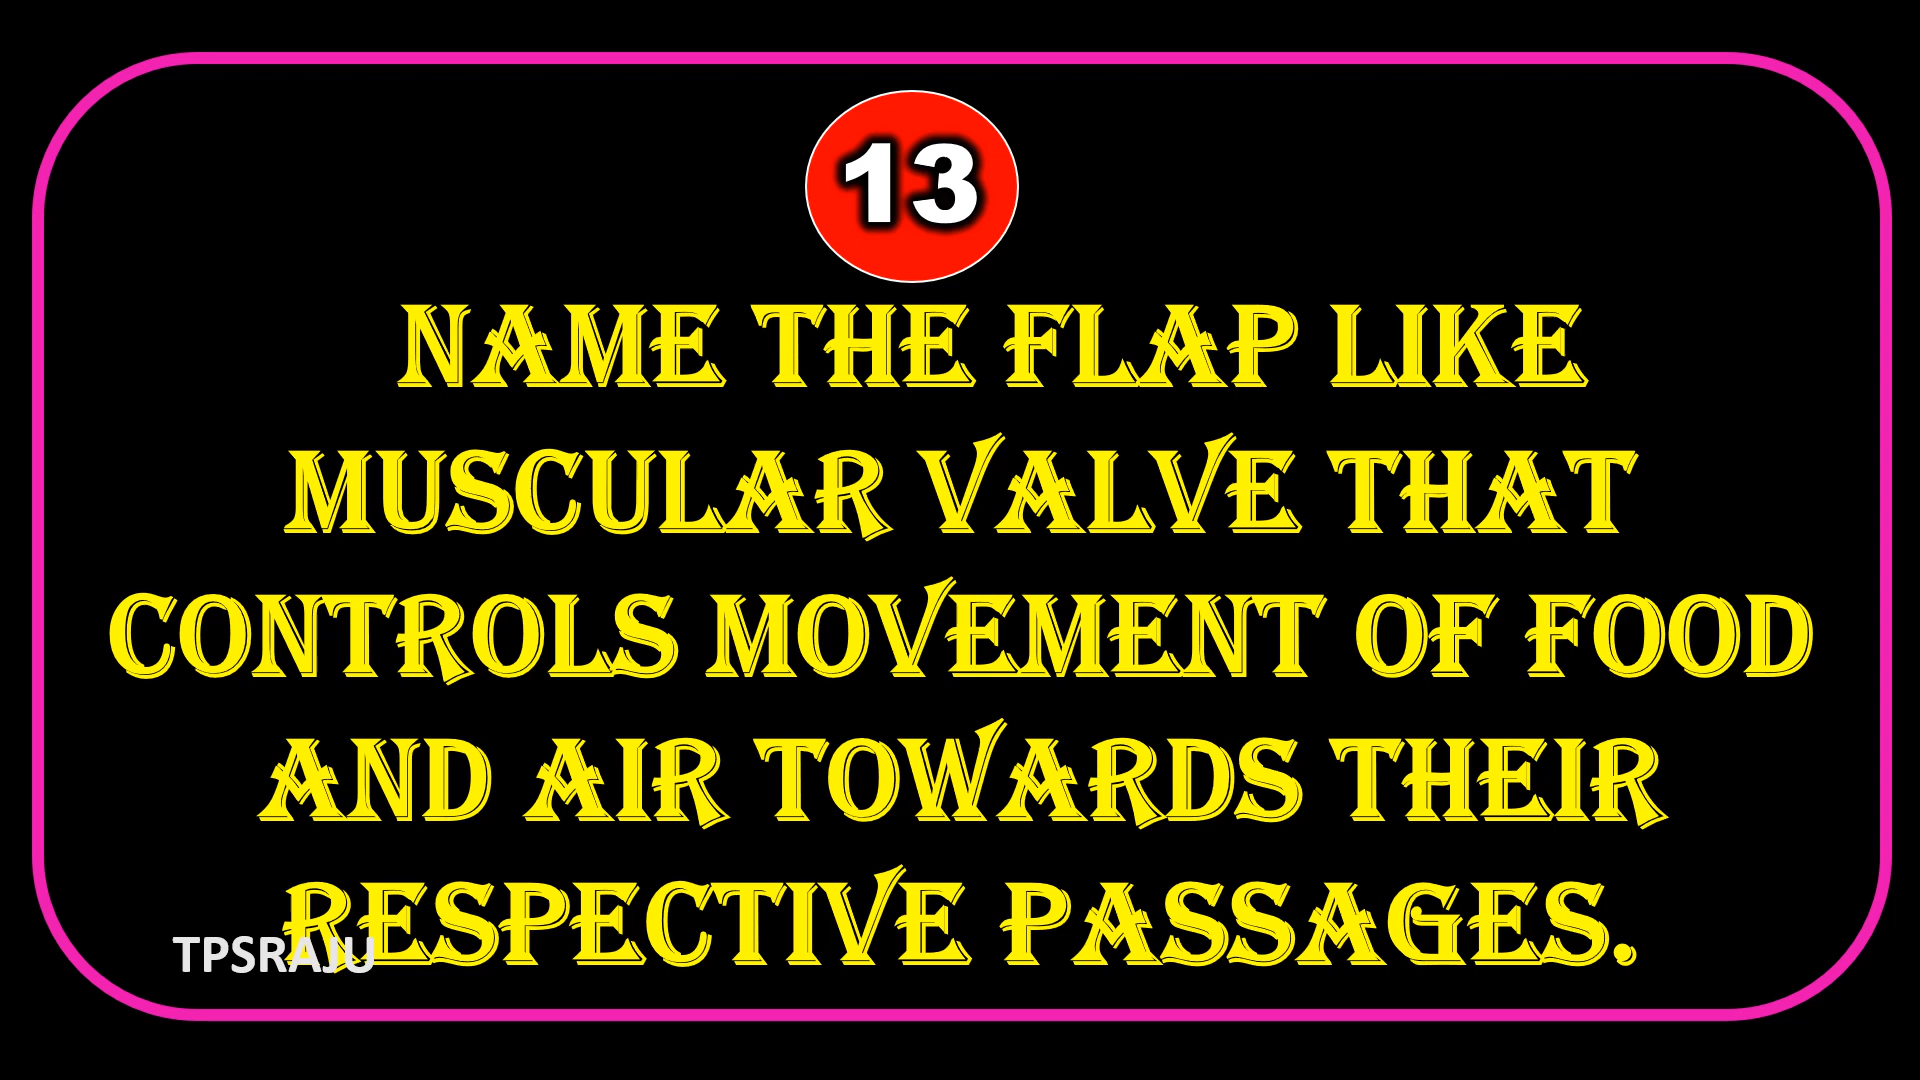 13
NAME THE FLAP LIKE
MUSCULAR VALVE THAT
CONTROLS MOVEMENT OF FOOD
AND AIR TOWARDS THEIR
RESPECTIVE PASSAGES.
TPSRAJU